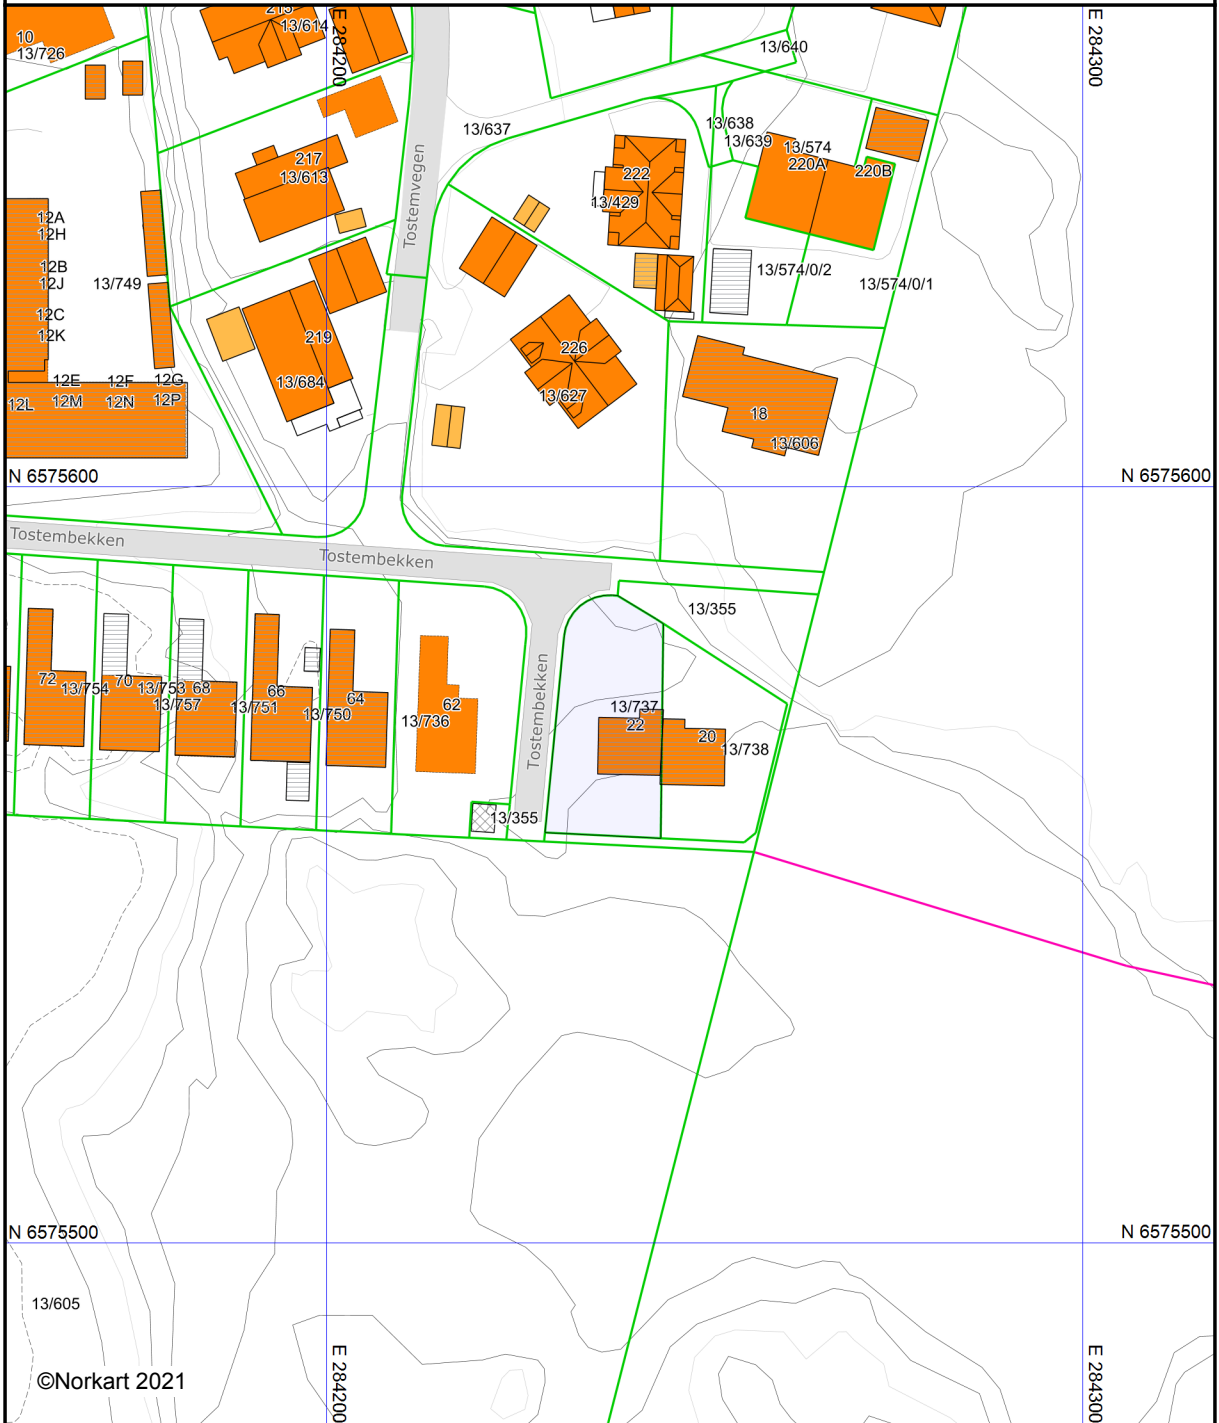 215
13/614
10
13/726
E 284200
E 284300
13/640
13/637
13/638
13/639
13/574
220A
220B
217
13/613
222
13/429
Tostemvegen
12A
12H
12B
12J
13/749
12C
12K
13/574/0/2
13/574/0/1
219
13/684
226
13/627
12E
12F
12G
12L
12M
12N
12P
18
13/606
N 6575600
N 6575600
Tostembekken
Tostembekken
13/355
72
13/754
70
13/753
68
13/757
66
13/751
64
13/750
62
13/736
Tostembekken
13/737
22
20
13/738
13/355
N 6575500
N 6575500
13/605
E 284200
E 284300
©Norkart 2021